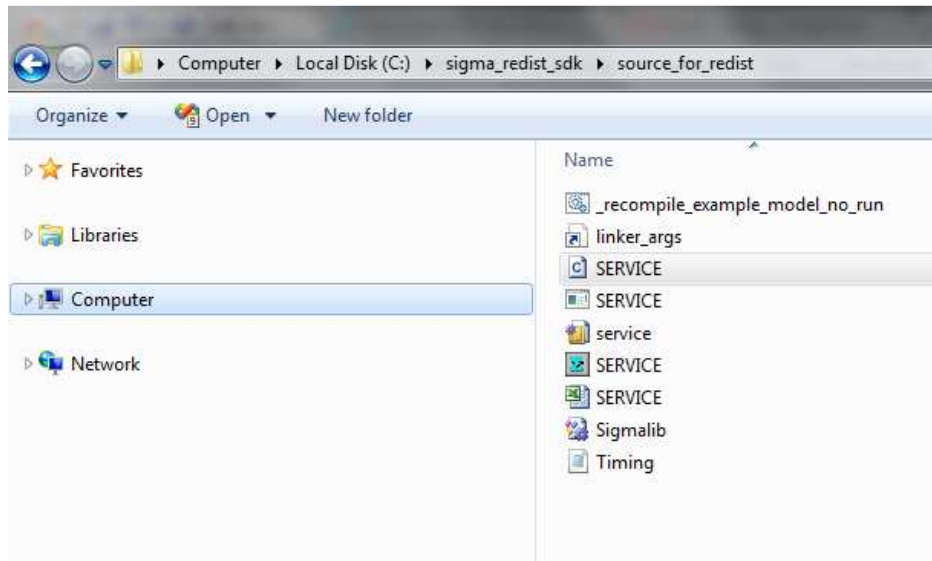 Computer ▸ Local Disk (C:) ▸ sigma_redist_sdk ▸ source_for_redist
Organize Open New folder
Favorites
Libraries
Computer
Network
Name
_recompile_example_model_no_run
linker_args
SERVICE
SERVICE
service
SERVICE
SERVICE
Sigmalib
Timing